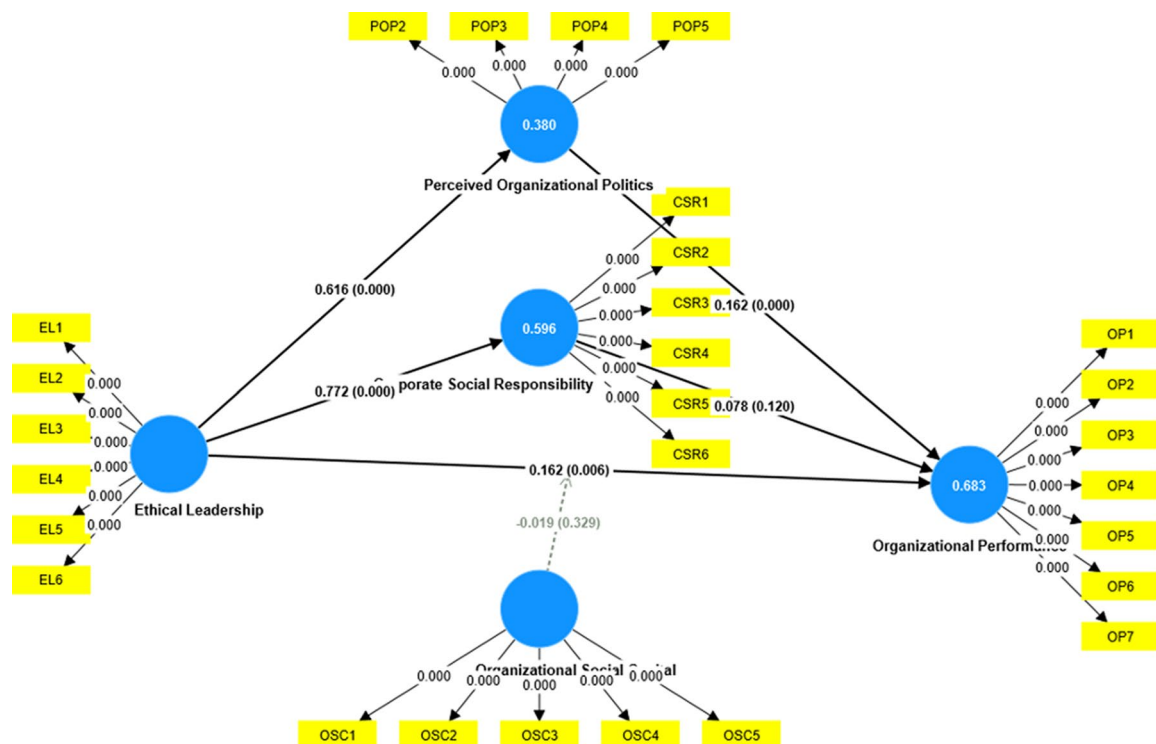 POP2
POP3
POP4
POP5
0.000
0.000
0.000
0.000
0.380
Perceived Organizational Politics
CSR1
CSR2
CSR3
CSR4
CSR5
CSR6
0.000
0.000
0.000
0.000
0.000
0.000
0.616 (0.000)
0.162 (0.000)
0.596
Corporate Social Responsibility
0.772 (0.000)
0.078 (0.120)
EL1
EL2
EL3
EL4
EL5
EL6
0.000
0.000
0.000
0.000
0.000
0.000
Ethical Leadership
0.162 (0.006)
-0.019 (0.329)
0.683
Organizational Performance
OP1
OP2
OP3
OP4
OP5
OP6
OP7
0.000
0.000
0.000
0.000
0.000
0.000
0.000
Organizational Social Capital
0.000
0.000
0.000
0.000
0.000
OSC1
OSC2
OSC3
OSC4
OSC5